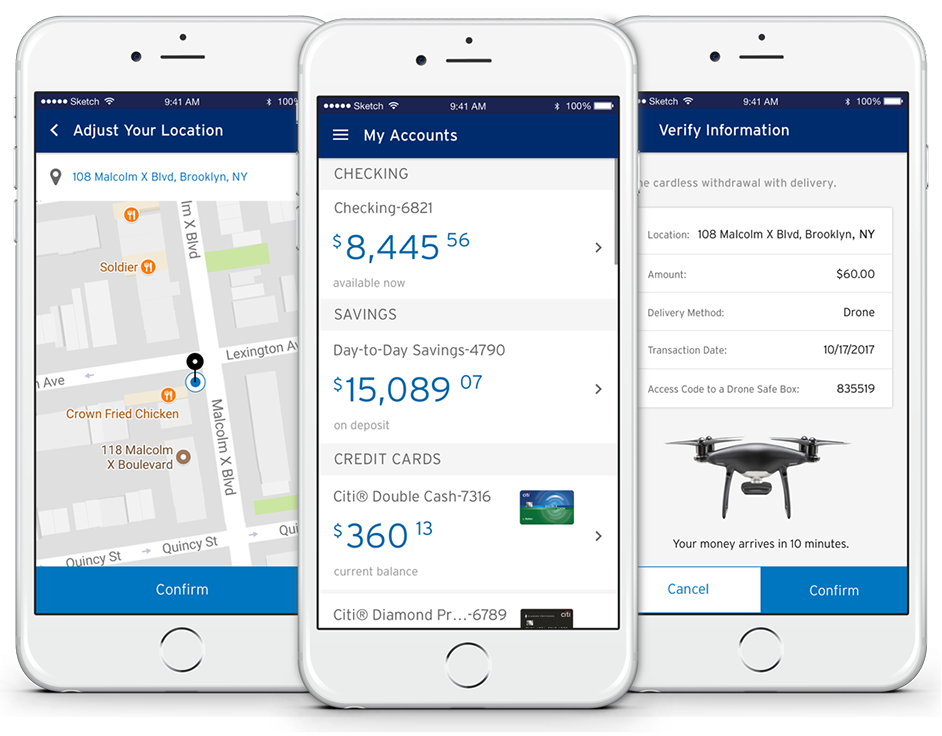 Sketch 9:41 AM 100%
Adjust Your Location
108 Malcolm X Blvd, Brooklyn, NY
lm X Blvd
Soldier
Lexington Av
n Ave
Crown Fried Chicken
Malcolm X Blvd
118 Malcolm
X Boulevard
Quincy St
Quincy St
Qui
Confirm
Sketch 9:41 AM 100%
My Accounts
CHECKING
Checking-6821
$8,445 56
available now
SAVINGS
Day-to-Day Savings-4790
$15,089 07
on deposit
CREDIT CARDS
Citi® Double Cash-7316
citi
$360 13
current balance
Citi® Diamond Pr...-6789
citi
Sketch 9:41 AM 100%
Verify Information
e cardless withdrawal with delivery.
Location: 108 Malcolm X Blvd, Brooklyn, NY
Amount: $60.00
Delivery Method: Drone
Transaction Date: 10/17/2017
Access Code to a Drone Safe Box: 835519
Your money arrives in 10 minutes.
Cancel Confirm